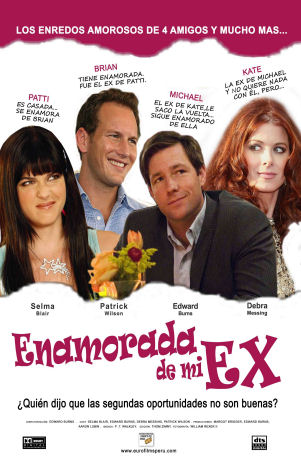 LOS ENREDOS AMOROSOS DE 4 AMIGOS Y MUCHO MAS...
BRIAN
TIENE ENAMORADA.
FUE EL EX DE PATTI.
KATE
LA EX DE MICHAEL
Y NO QUIERE NADA
CON ÉL, PERO...
PATTI
ES CASADA...
SE ENAMORA
DE BRIAN
MICHAEL
EL EX DE KATE,LE
SACÓ LA VUELTA...
SIGUE ENAMORADO
DE ELLA
Selma
Blair
Patrick
Wilson
Edward
Burns
Debra
Messing
Enamorada
de mi EX
¿Quién dijo que las segundas oportunidades no son buenas?
www.eurofilmsperu.com
dts